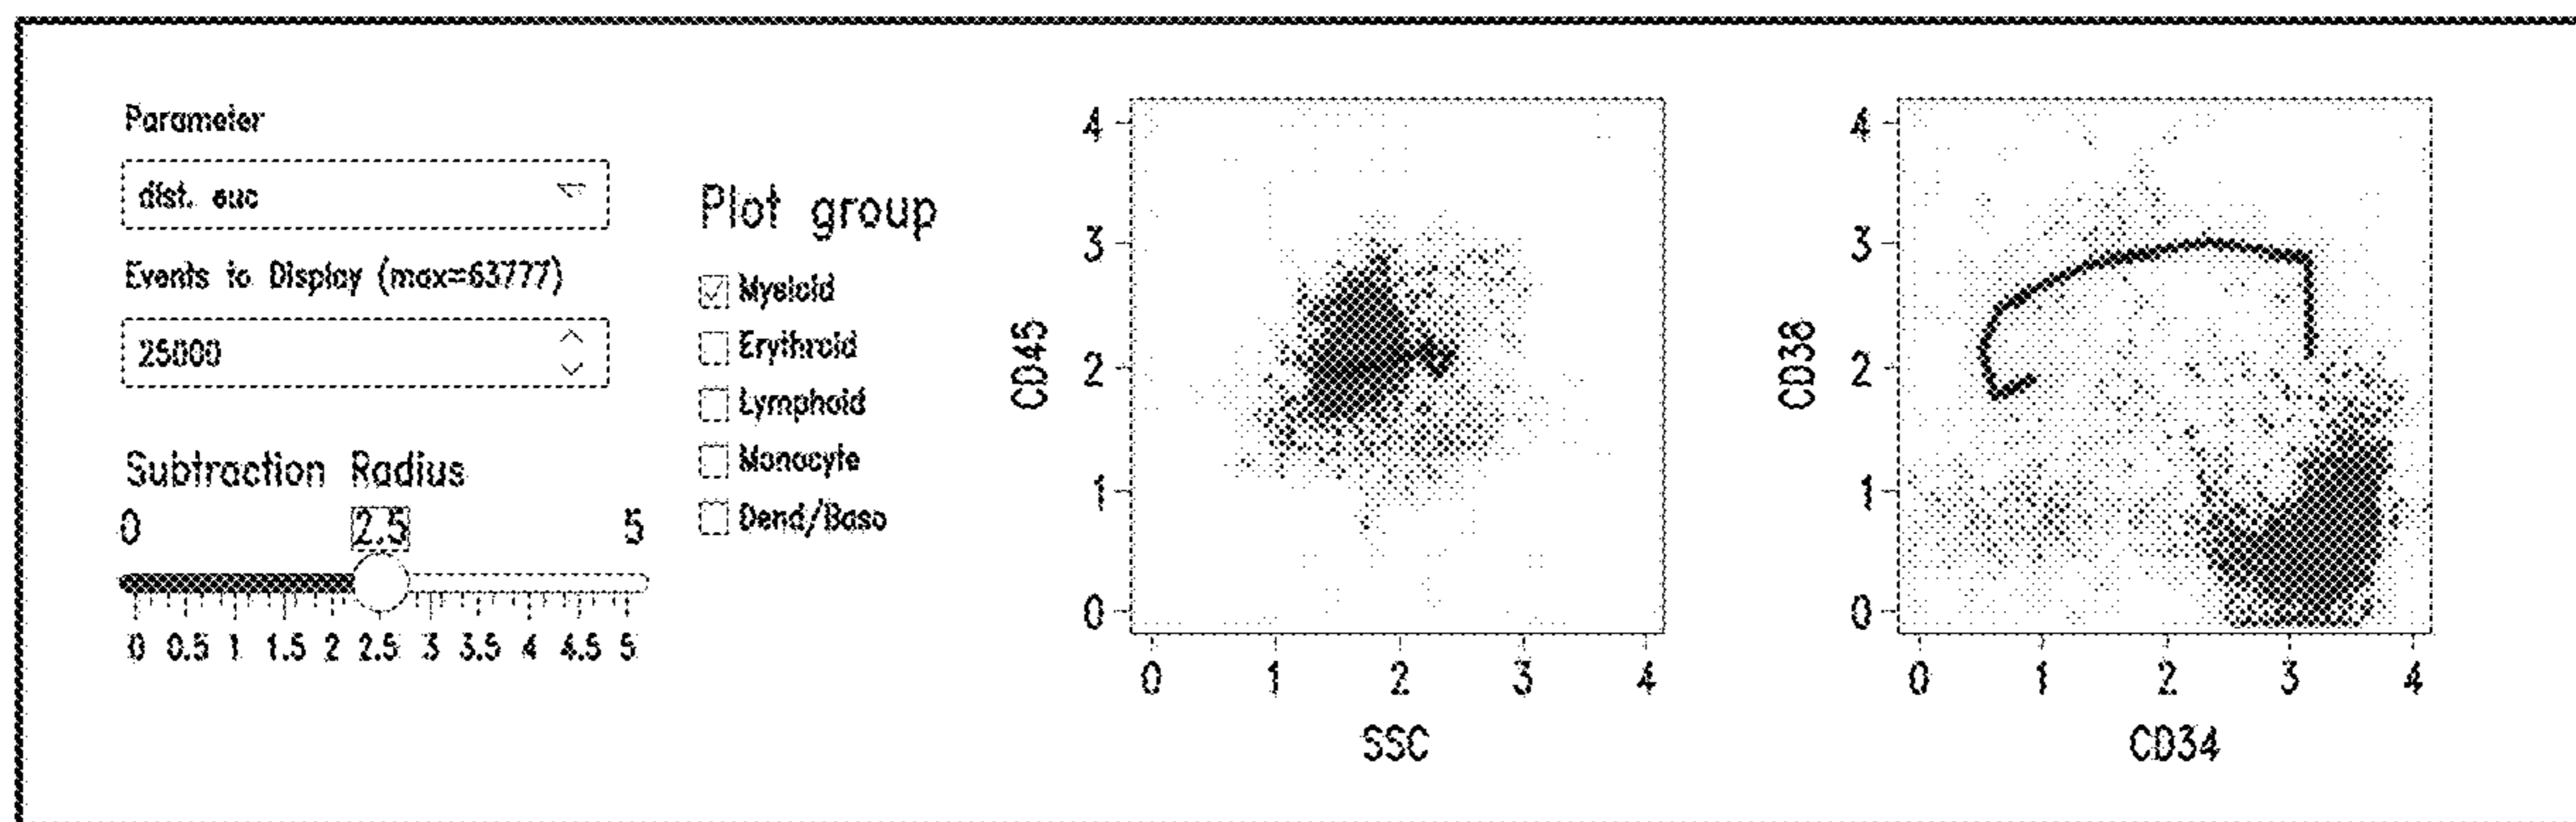 Parameter
dist. euc
Events to Display (max=63777)
25000
Subtraction Radius
0 2.5 5
0 0.5 1 1.5 2 2.5 3 3.5 4 4.5 5
Plot group
Myeloid
Erythroid
Lymphoid
Monocyte
Dend/Baso
CD45
4
3
2
1
0
0 1 2 3 4
SSC
CD38
4
3
2
1
0
0 1 2 3 4
CD34